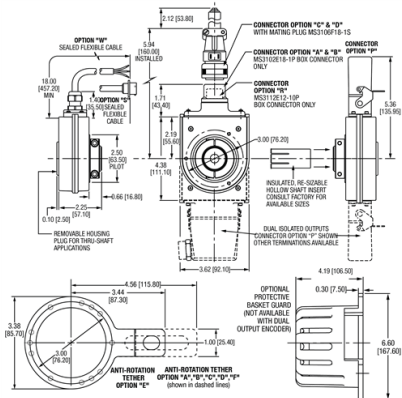 2.12 [53.80]
CONNECTOR OPTION "C" & "D"
WITH MATING PLUG MS3106F18-1S
OPTION "W"
SEALED FLEXIBLE CABLE
5.94
[160.00]
INSTALLED
CONNECTOR OPTION "A" & "B"
MS3102E18-1P BOX CONNECTOR
ONLY
CONNECTOR
OPTION "P"
CONNECTOR
OPTION "R"
MS3112E12-10P
BOX CONNECTOR ONLY
18.00
[457.20]
MIN
1.40
[35.50]
OPTION "S"
SEALED
FLEXIBLE
CABLE
1.71
[43,40]
5.36
[135.95]
2.19
[55.60]
3.00 [76.20]
2.50
[63.50]
PILOT
4.38
[111.10]
0.66 [16.80]
2.25
[57.10]
0.10 [2.50]
INSULATED, RE-SIZABLE
HOLLOW SHAFT INSERT
CONSULT FACTORY FOR
AVAILABLE SIZES
REMOVABLE HOUSING
PLUG FOR THRU-SHAFT
APPLICATIONS
DUAL ISOLATED OUTPUTS
CONNECTOR OPTION "P" SHOWN
OTHER TERMINATIONS AVAILABLE
3.62 [92.10]
4.19 [106.50]
0.30 [7.50]
4.56 [115.80]
3.44
[87.30]
OPTIONAL
PROTECTIVE
BASKET GUARD
(NOT AVAILABLE
WITH DUAL
OUTPUT ENCODER)
3.38
[85,70]
1.00 [25.40]
6.60
[167.60]
3.00
[76.20]
ANTI-ROTATION
TETHER
OPTION "E"
ANTI-ROTATION TETHER
OPTION "A","B","C","D","F"
(shown in dashed lines)